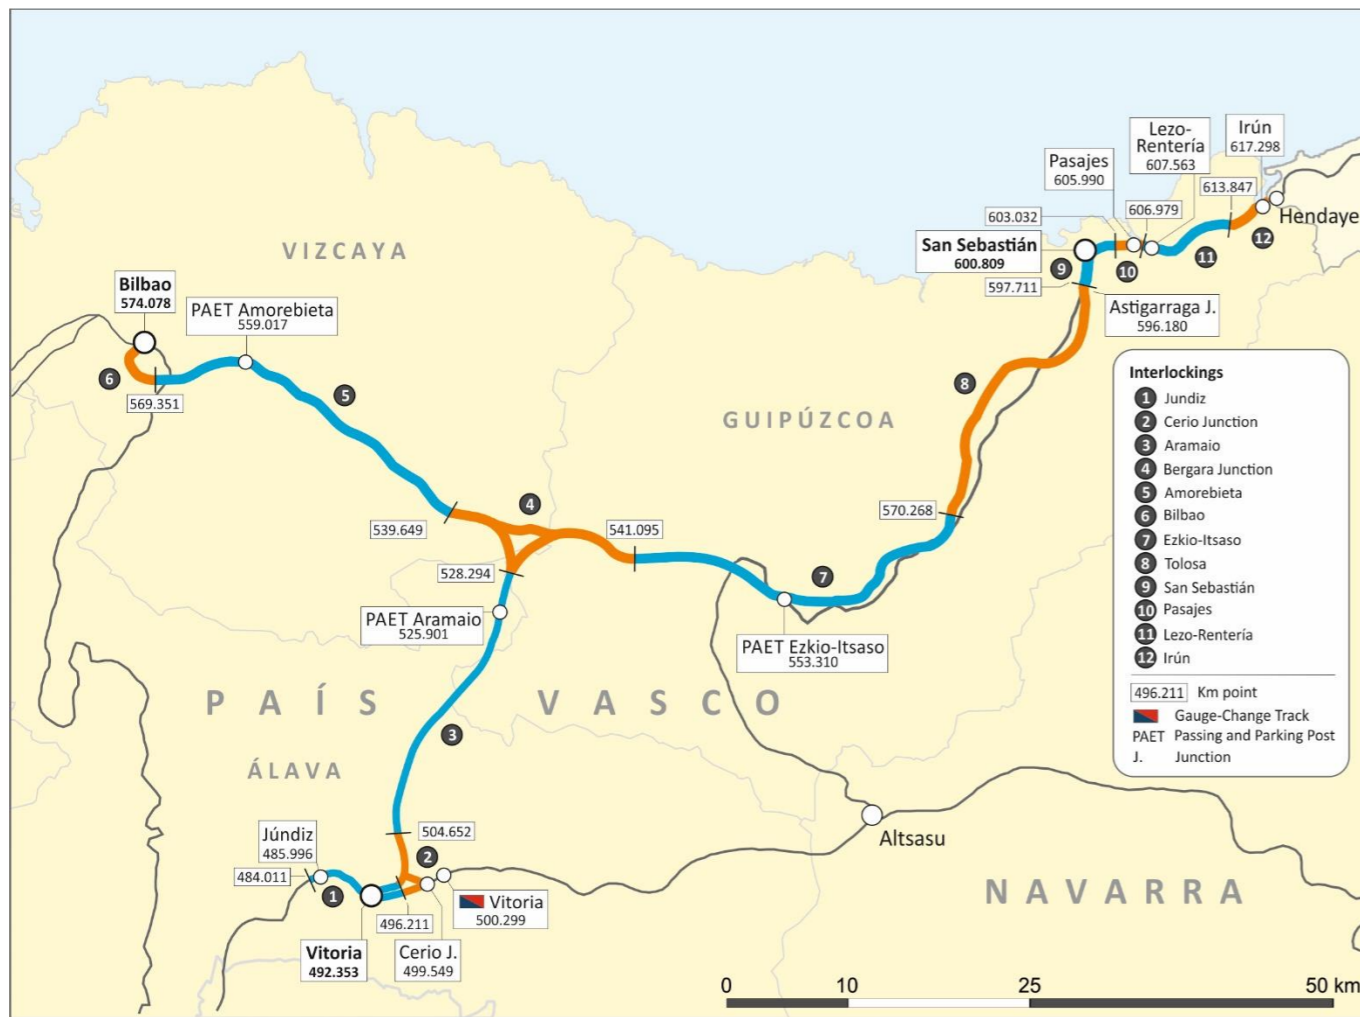 Irún
617.298
Lezo-
Rentería
607.563
Pasajes
605.990
613.847
603.032
606.979
Hendaye
San Sebastián
600.809
12
11
10
9
597.711
Astigarraga J.
596.180
VIZCAYA
Bilbao
574.078
PAET Amorebieta
559.017
6
5
569.351
8
GUIPÚZCOA
4
539.649
541.095
570.268
528.294
7
PAET Aramaio
525.901
PAET Ezkio-Itsaso
553.310
PAÍS VASCO
3
ÁLAVA
504.652
Júndiz
485.996
484.011
2
1
496.211
Vitoria
500.299
Vitoria
492.353
Cerio J.
499.549
Altsasu
NAVARRA
Interlockings
1 Jundiz
2 Cerio Junction
3 Aramaio
4 Bergara Junction
5 Amorebieta
6 Bilbao
7 Ezkio-Itsaso
8 Tolosa
9 San Sebastián
10 Pasajes
11 Lezo-Rentería
12 Irún
496.211 Km point
Gauge-Change Track
PAET Passing and Parking Post
J. Junction
0 10 25 50 km